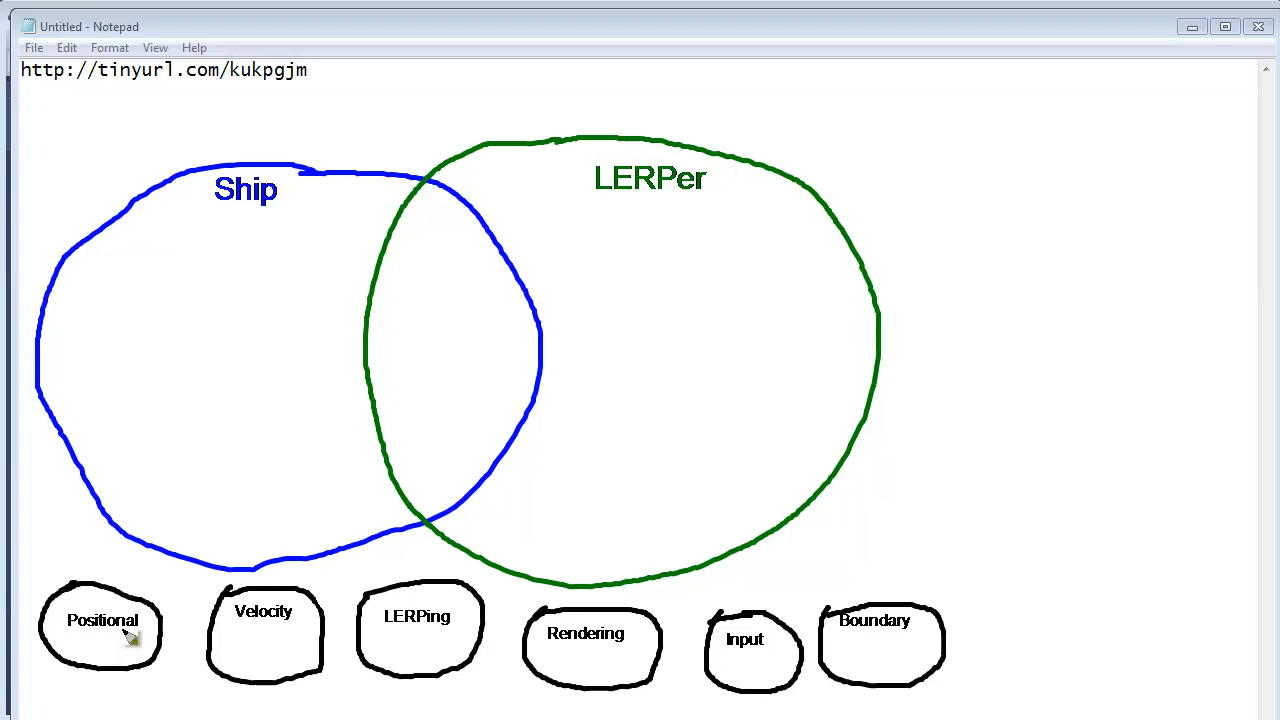 Untitled - Notepad
File Edit Format View Help
http://tinyurl.com/kukpgjm
Ship
LERPer
Positional
Velocity
LERPing
Rendering
Input
Boundary